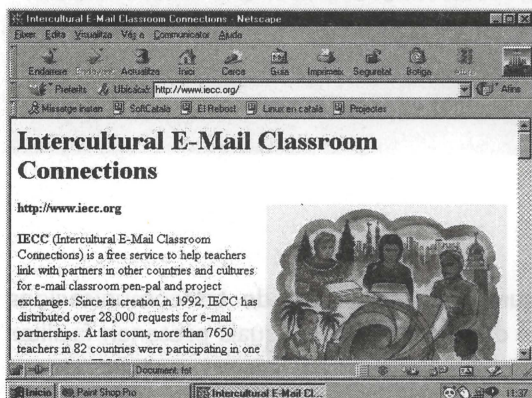 Intercultural E-Mail Classroom Connections - Netscape
Fitxer Edita Visualitza Vés a Communicator Ajuda
Endarrere Endavant Actualitza Inici Cerca Guia Imprimeix Seguretat Botiga
Preferits Ubicació: http://www.iecc.org/ Afins
Missatge instan SoftCatala El Rebost Linux en català Projectes
Intercultural E-Mail Classroom
Connections
http://www.iecc.org
IECC (Intercultural E-Mail Classroom
Connections) is a free service to help teachers
link with partners in other countries and cultures
for e-mail classroom pen-pal and project
exchanges. Since its creation in 1992, IECC has
distributed over 28,000 requests for e-mail
partnerships. At last count, more than 7650
teachers in 82 countries were participating in one
Document: fet
Inicio Paint Shop Pro Intercultural E-Mail Cl... 11:37